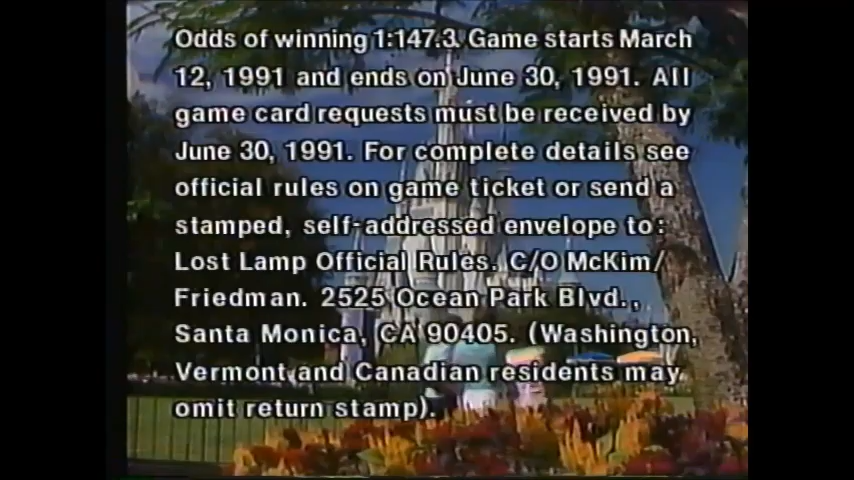 Odds of winning 1:147.3. Game starts March
12, 1991 and ends on June 30, 1991. All
game card requests must be received by
June 30, 1991. For complete details see
official rules on game ticket or send a
stamped, self-addressed envelope to:
Lost Lamp Official Rules. C/O McKim/
Friedman. 2525 Ocean Park Blvd.,
Santa Monica, CA 90405. (Washington,
Vermont and Canadian residents may
omit return stamp).